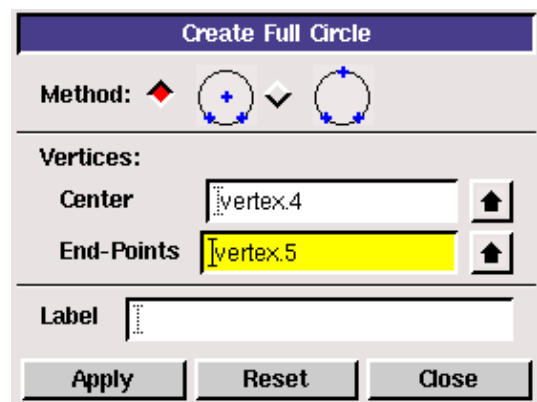 Create Full Circle
Method:
Vertices:
Center vertex.4
End-Points vertex.5
Label
Apply Reset Close